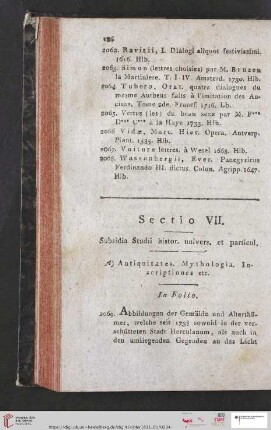 186
2062. Ravisii, I. Dialogi aliquot festivissimi.
1616. Hlb.
2063. Simon (lettres choisies) par M. Bruzen
la Martiniere. T. I-IV. Amsterd. 1730. Hlb.
2064. Tubero, Orat. quatre dialogues du
mesme Autheur faits à l'imitation des An-
ciens, Tome 2de. Francf. 1716. Lb.
2065. Vertus (les) du beau sexe par M. F***
D*** C*** à la Haye 1733. Hlb.
2066. Vidæ, Marc. Hier. Opera, Antverp.
Plant. 1585. Hlb.
2067. Voiture lettres, à Wesel 1668. Hlb.
2068. Wassenbergii, Ever. Panegyricus
Ferdinando III. dictus. Colon. Agripp. 1647.
Hlb.
Sectio VII.
Subsidia Studii histor. univers. et particul.
A) Antiquitates. Mythologia. In-
scriptiones etc.
In Folio.
2069. Abbildungen der Gemälde und Alterthü-
mer, welche seit 1738 sowohl in der ver-
schütteten Stadt Herculanum, als auch in
den umliegenden Gegenden an das Licht